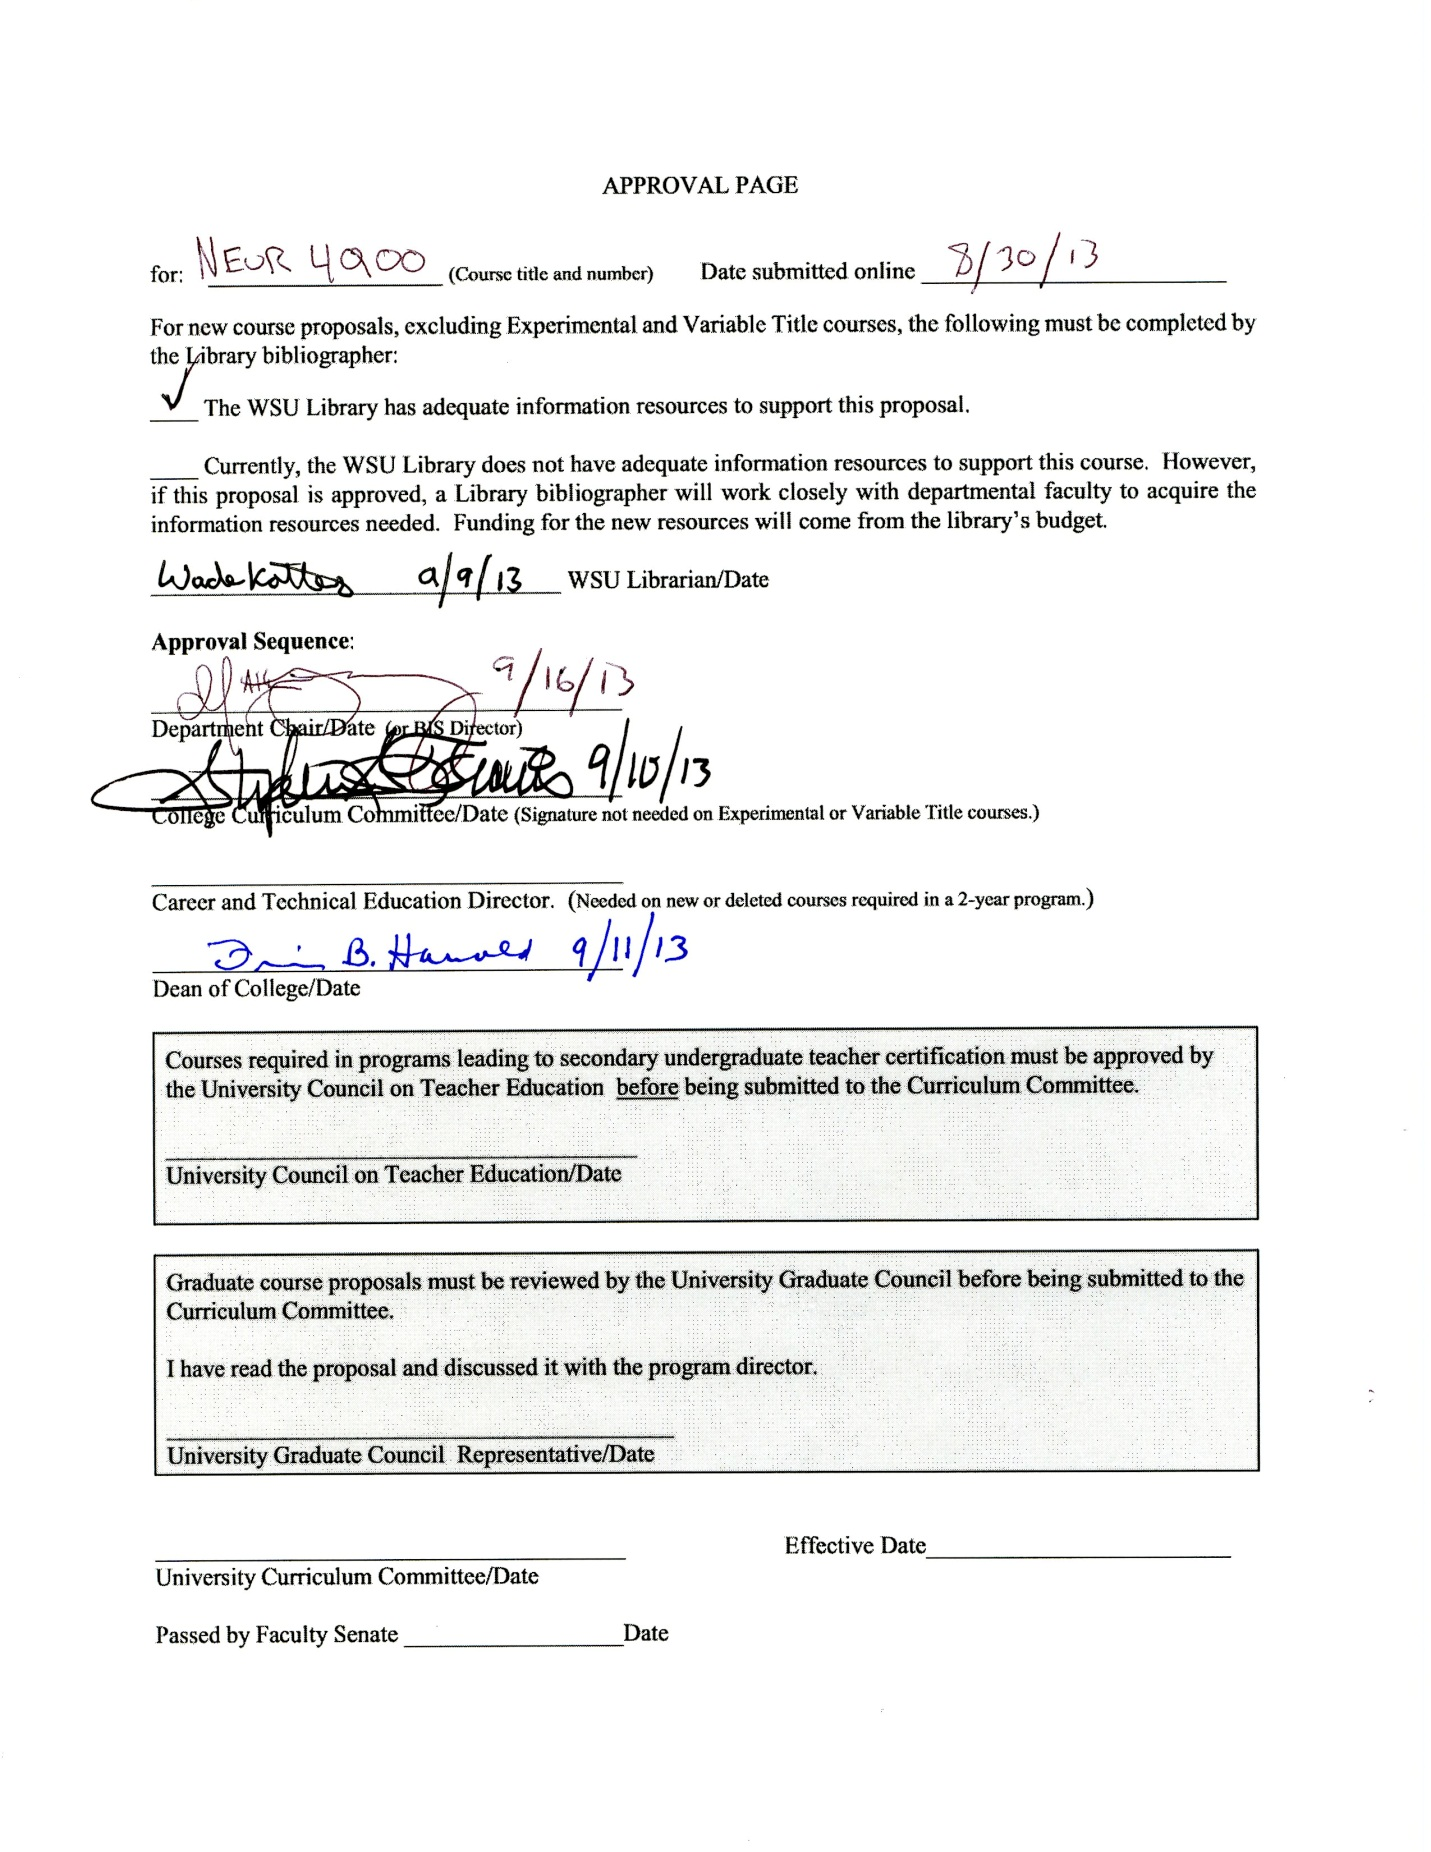 APPROVAL PAGE
for: NEUR 4900 (Course title and number) Date submitted online 8/30/13
For new course proposals, excluding Experimental and Variable Title courses, the following must be completed by
the Library bibliographer:
✓ The WSU Library has adequate information resources to support this proposal.
____ Currently, the WSU Library does not have adequate information resources to support this course. However,
if this proposal is approved, a Library bibliographer will work closely with departmental faculty to acquire the
information resources needed. Funding for the new resources will come from the library's budget.
Wade Kotter 9/9/13 WSU Librarian/Date
Approval Sequence:
9/16/13
Department Chair/Date (or BIS Director)
9/10/13
College Curriculum Committee/Date (Signature not needed on Experimental or Variable Title courses.)
Career and Technical Education Director. (Needed on new or deleted courses required in a 2-year program.)
B. Harrold 9/11/13
Dean of College/Date
Courses required in programs leading to secondary undergraduate teacher certification must be approved by
the University Council on Teacher Education before being submitted to the Curriculum Committee.
University Council on Teacher Education/Date
Graduate course proposals must be reviewed by the University Graduate Council before being submitted to the
Curriculum Committee.
I have read the proposal and discussed it with the program director.
University Graduate Council Representative/Date
Effective Date
University Curriculum Committee/Date
Passed by Faculty Senate ____ Date